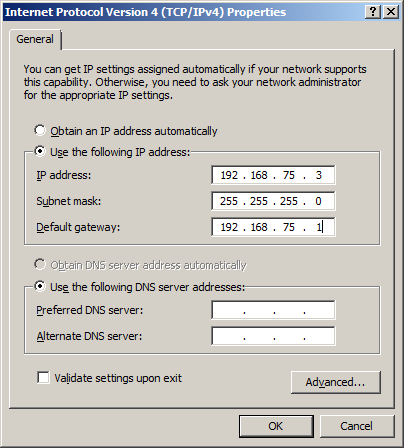 Internet Protocol Version 4 (TCP/IPv4) Properties
General
You can get IP settings assigned automatically if your network supports
this capability. Otherwise, you need to ask your network administrator
for the appropriate IP settings.
Obtain an IP address automatically
Use the following IP address:
IP address: 192 . 168 . 75 . 3
Subnet mask: 255 . 255 . 255 . 0
Default gateway: 192 . 168 . 75 . 1
Obtain DNS server address automatically
Use the following DNS server addresses:
Preferred DNS server: . . .
Alternate DNS server: . . .
Validate settings upon exit
Advanced...
OK Cancel